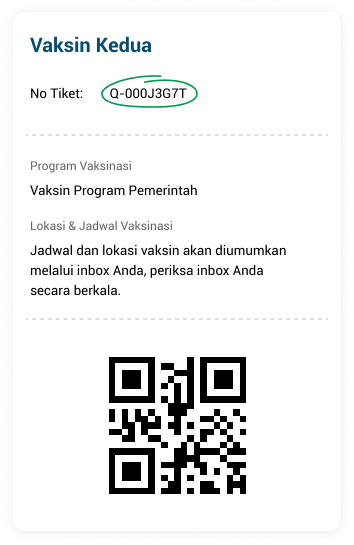 Vaksin Kedua
No Tiket: Q-000J3G7T
Program Vaksinasi
Vaksin Program Pemerintah
Lokasi & Jadwal Vaksinasi
Jadwal dan lokasi vaksin akan diumumkan
melalui inbox Anda, periksa inbox Anda
secara berkala.